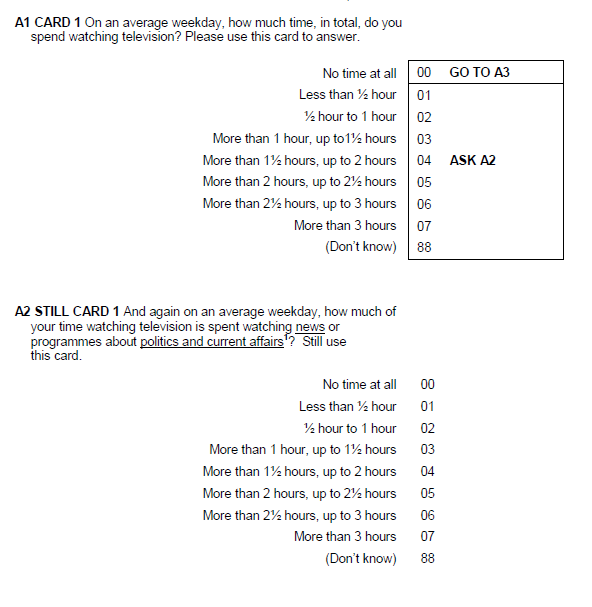 A1 CARD 1 On an average weekday, how much time, in total, do you
spend watching television? Please use this card to answer.
No time at all 00 GO TO A3
Less than ½ hour 01
½ hour to 1 hour 02
More than 1 hour, up to1½ hours 03
More than 1½ hours, up to 2 hours 04 ASK A2
More than 2 hours, up to 2½ hours 05
More than 2½ hours, up to 3 hours 06
More than 3 hours 07
(Don't know) 88
A2 STILL CARD 1 And again on an average weekday, how much of
your time watching television is spent watching news or
programmes about politics and current affairs¹? Still use
this card.
No time at all 00
Less than ½ hour 01
½ hour to 1 hour 02
More than 1 hour, up to 1½ hours 03
More than 1½ hours, up to 2 hours 04
More than 2 hours, up to 2½ hours 05
More than 2½ hours, up to 3 hours 06
More than 3 hours 07
(Don't know) 88